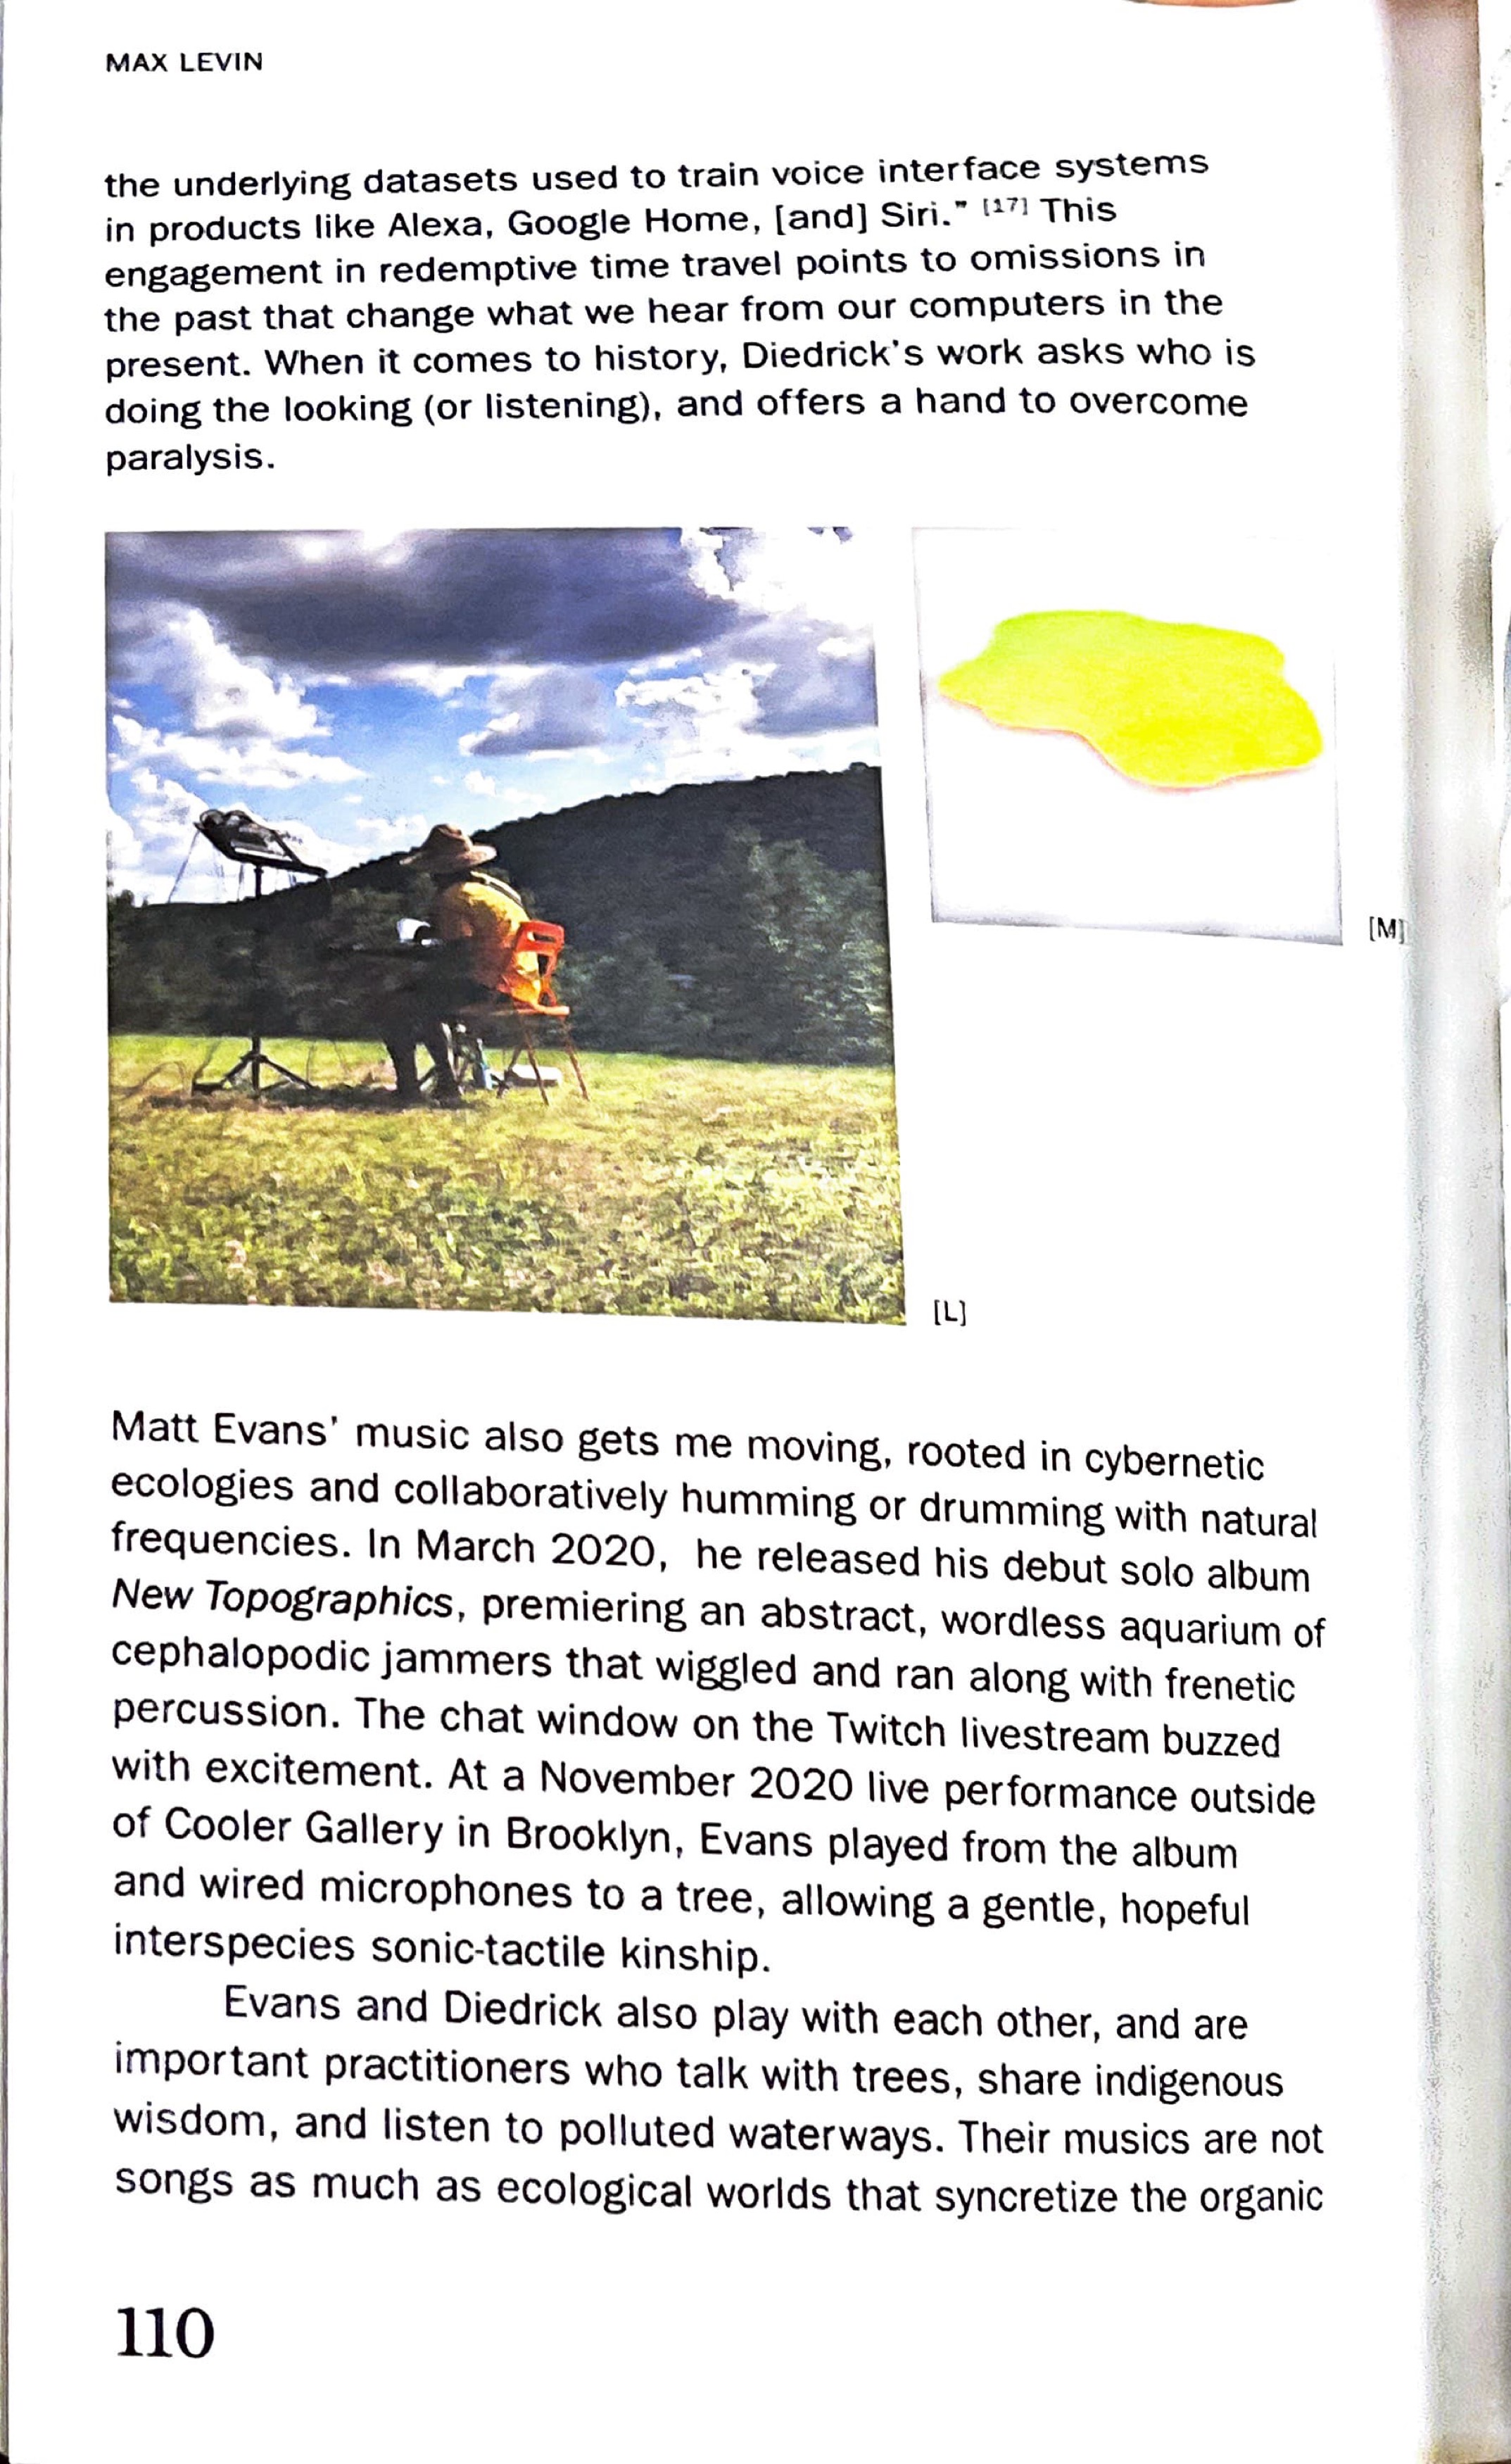 MAX LEVIN
the underlying datasets used to train voice interface systems
in products like Alexa, Google Home, [and] Siri.” [17] This
engagement in redemptive time travel points to omissions in
the past that change what we hear from our computers in the
present. When it comes to history, Diedrick's work asks who is
doing the looking (or listening), and offers a hand to overcome
paralysis.
[M]
[L]
Matt Evans' music also gets me moving, rooted in cybernetic
ecologies and collaboratively humming or drumming with natural
frequencies. In March 2020, he released his debut solo album
New Topographics, premiering an abstract, wordless aquarium of
cephalopodic jammers that wiggled and ran along with frenetic
percussion. The chat window on the Twitch livestream buzzed
with excitement. At a November 2020 live performance outside
of Cooler Gallery in Brooklyn, Evans played from the album
and wired microphones to a tree, allowing a gentle, hopeful
interspecies sonic-tactile kinship.
Evans and Diedrick also play with each other, and are
important practitioners who talk with trees, share indigenous
wisdom, and listen to polluted waterways. Their musics are not
songs as much as ecological worlds that syncretize the organic
110